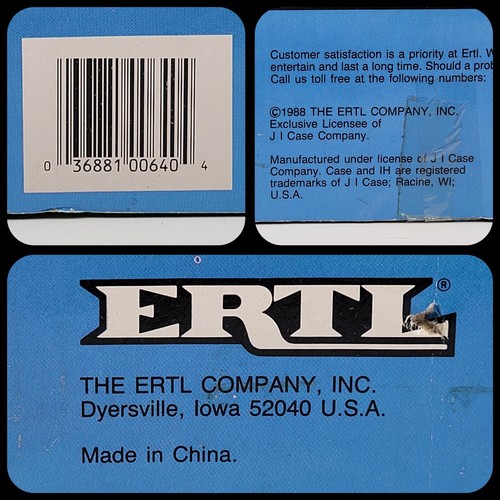 0 36881 00640 4
Customer satisfaction is a priority at Ertl.
entertain and last a long time. Should a
Call us toll free at the following numbers:
©1988 THE ERTL COMPANY, INC.
Exclusive Licensee of
J I Case Company.
Manufactured under license of J I Case
Company. Case and IH are registered
trademarks of J I Case; Racine, WI;
U.S.A.
ERTL®
THE ERTL COMPANY, INC.
Dyersville, Iowa 52040 U.S.A.
Made in China.